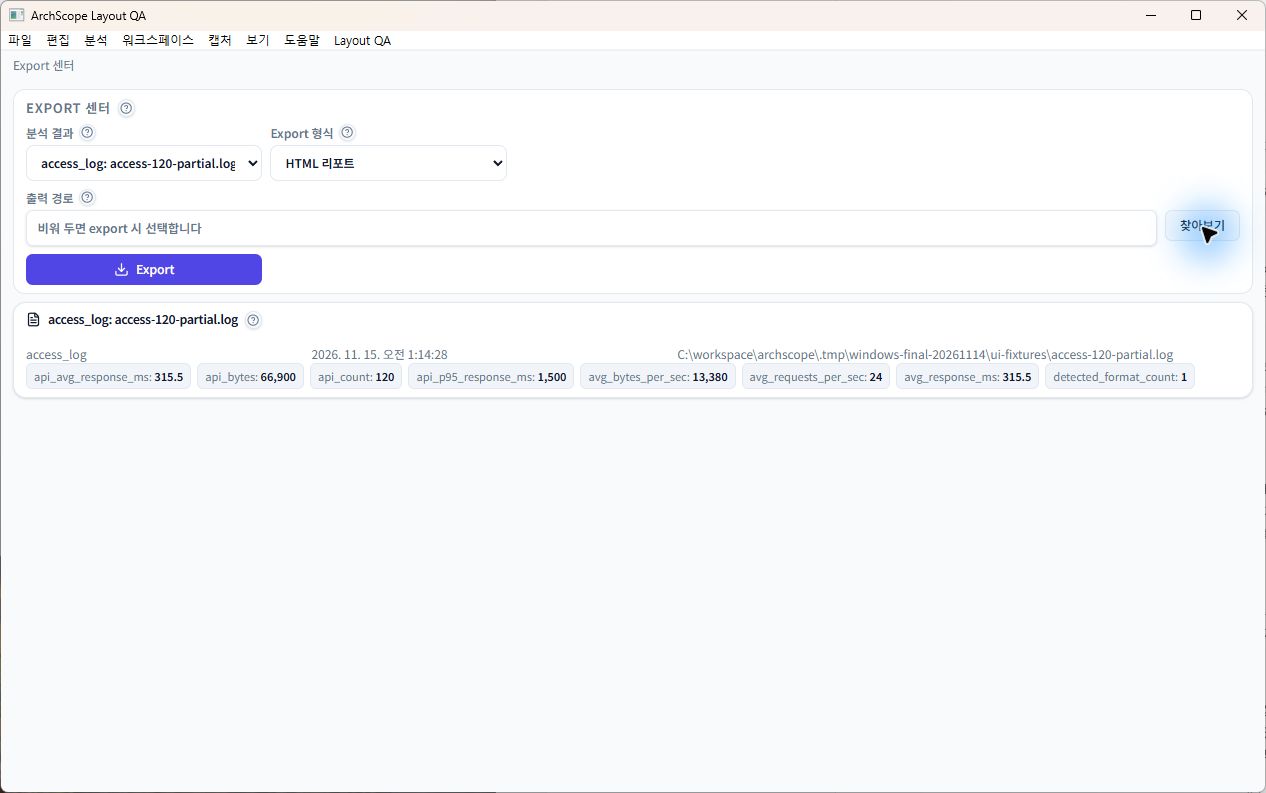 ArchScope Layout QA
파일 편집 분석 워크스페이스 캡처 보기 도움말 Layout QA
Export 센터
EXPORT 센터
분석 결과 Export 형식
access_log: access-120-partial.log HTML 리포트
출력 경로
비워 두면 export 시 선택합니다 찾아보기
Export
access_log: access-120-partial.log
access_log 2026. 11. 15. 오전 1:14:28 C:\workspace\archscope\.tmp\windows-final-20261114\ui-fixtures\access-120-partial.log
api_avg_response_ms: 315.5 api_bytes: 66,900 api_count: 120 api_p95_response_ms: 1,500 avg_bytes_per_sec: 13,380 avg_requests_per_sec: 24 avg_response_ms: 315.5 detected_format_count: 1